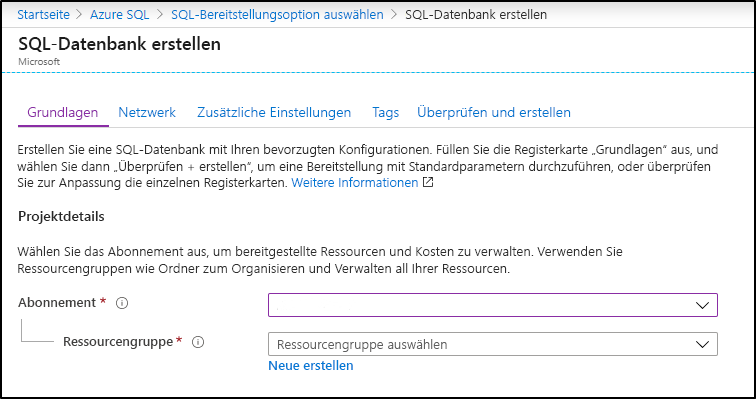 Startseite > Azure SQL > SQL-Bereitstellungsoption auswählen > SQL-Datenbank erstellen
SQL-Datenbank erstellen
Microsoft
Grundlagen Netzwerk Zusätzliche Einstellungen Tags Überprüfen und erstellen
Erstellen Sie eine SQL-Datenbank mit Ihren bevorzugten Konfigurationen. Füllen Sie die Registerkarte „Grundlagen“ aus, und
wählen Sie dann „Überprüfen + erstellen“, um eine Bereitstellung mit Standardparametern durchzuführen, oder überprüfen
Sie zur Anpassung die einzelnen Registerkarten. Weitere Informationen
Projektdetails
Wählen Sie das Abonnement aus, um bereitgestellte Ressourcen und Kosten zu verwalten. Verwenden Sie
Ressourcengruppen wie Ordner zum Organisieren und Verwalten all Ihrer Ressourcen.
Abonnement *
Ressourcengruppe * Ressourcengruppe auswählen
Neue erstellen